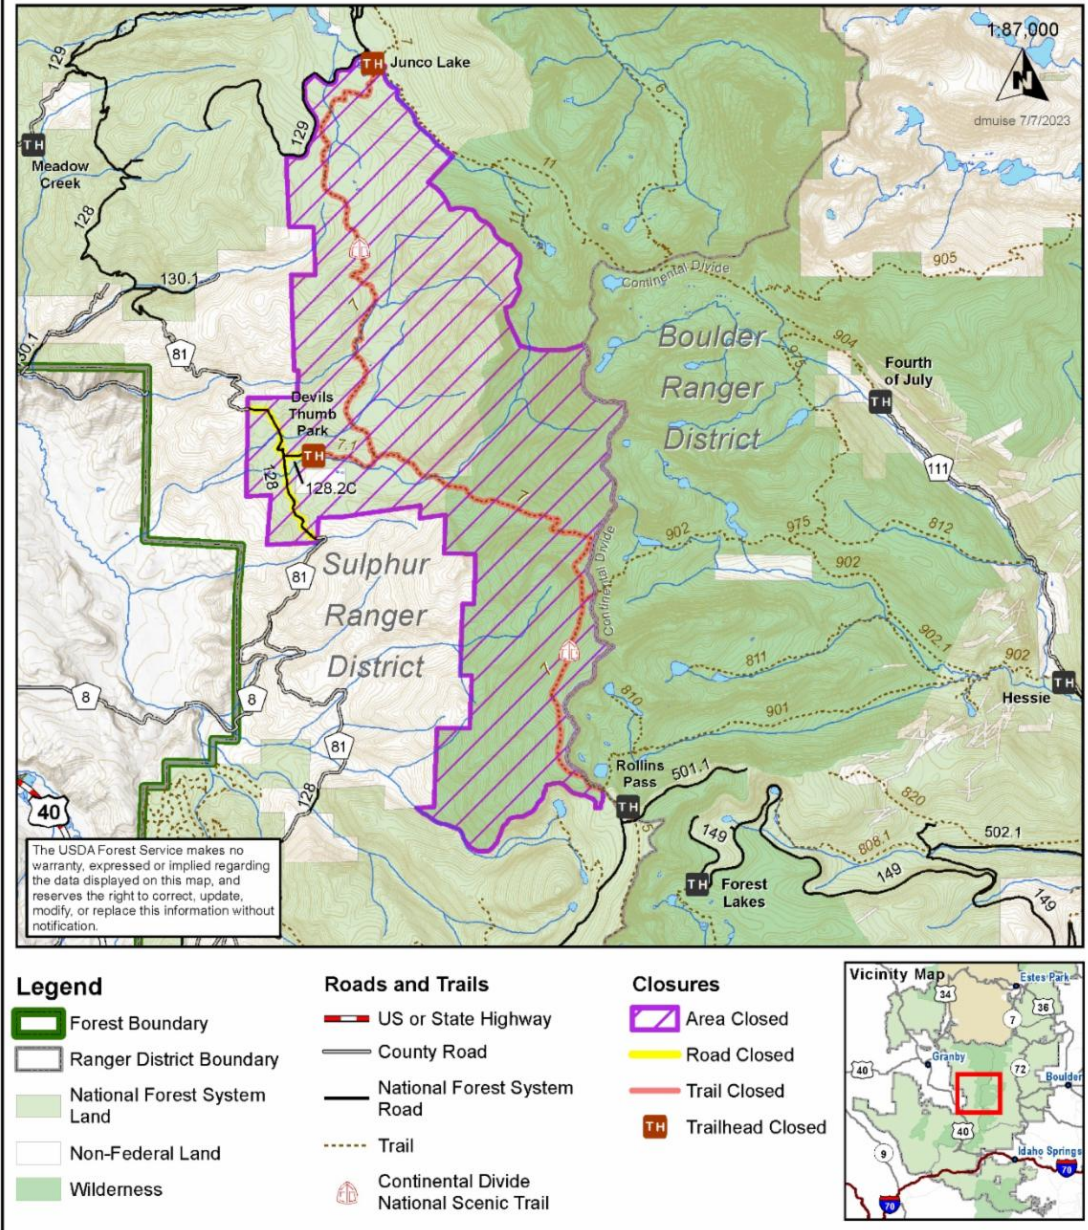 1:87,000
N
dmuise 7/7/2023
TH
Junco Lake
7
6
129
129
TH
Meadow
Creek
128
11
11
130.1
905
Continental Divide
30.1
81
7
Boulder
Ranger
District
975
904
Fourth
of July
TH
Devils
Thumb
Park
TH
7.1
128
128.2C
111
7
902
975
812
902
Continental Divide
Sulphur
Ranger
District
81
902.1
902
811
7
TH
Hessie
8
8
810
901
81
Rollins
Pass
TH
501.1
128
40
820
149
808.1
502.1
TH
Forest
Lakes
149
149
The USDA Forest Service makes no
warranty, expressed or implied regarding
the data displayed on this map, and
reserves the right to correct, update,
modify, or replace this information without
notification.
Legend
Forest Boundary
Ranger District Boundary
National Forest System
Land
Non-Federal Land
Wilderness
Roads and Trails
US or State Highway
County Road
National Forest System
Road
Trail
Continental Divide
National Scenic Trail
Closures
Area Closed
Road Closed
Trail Closed
TH
Trailhead Closed
Vicinity Map
Estes Park
34
36
7
Granby
40
72
Boulder
40
9
Idaho Springs
70
70